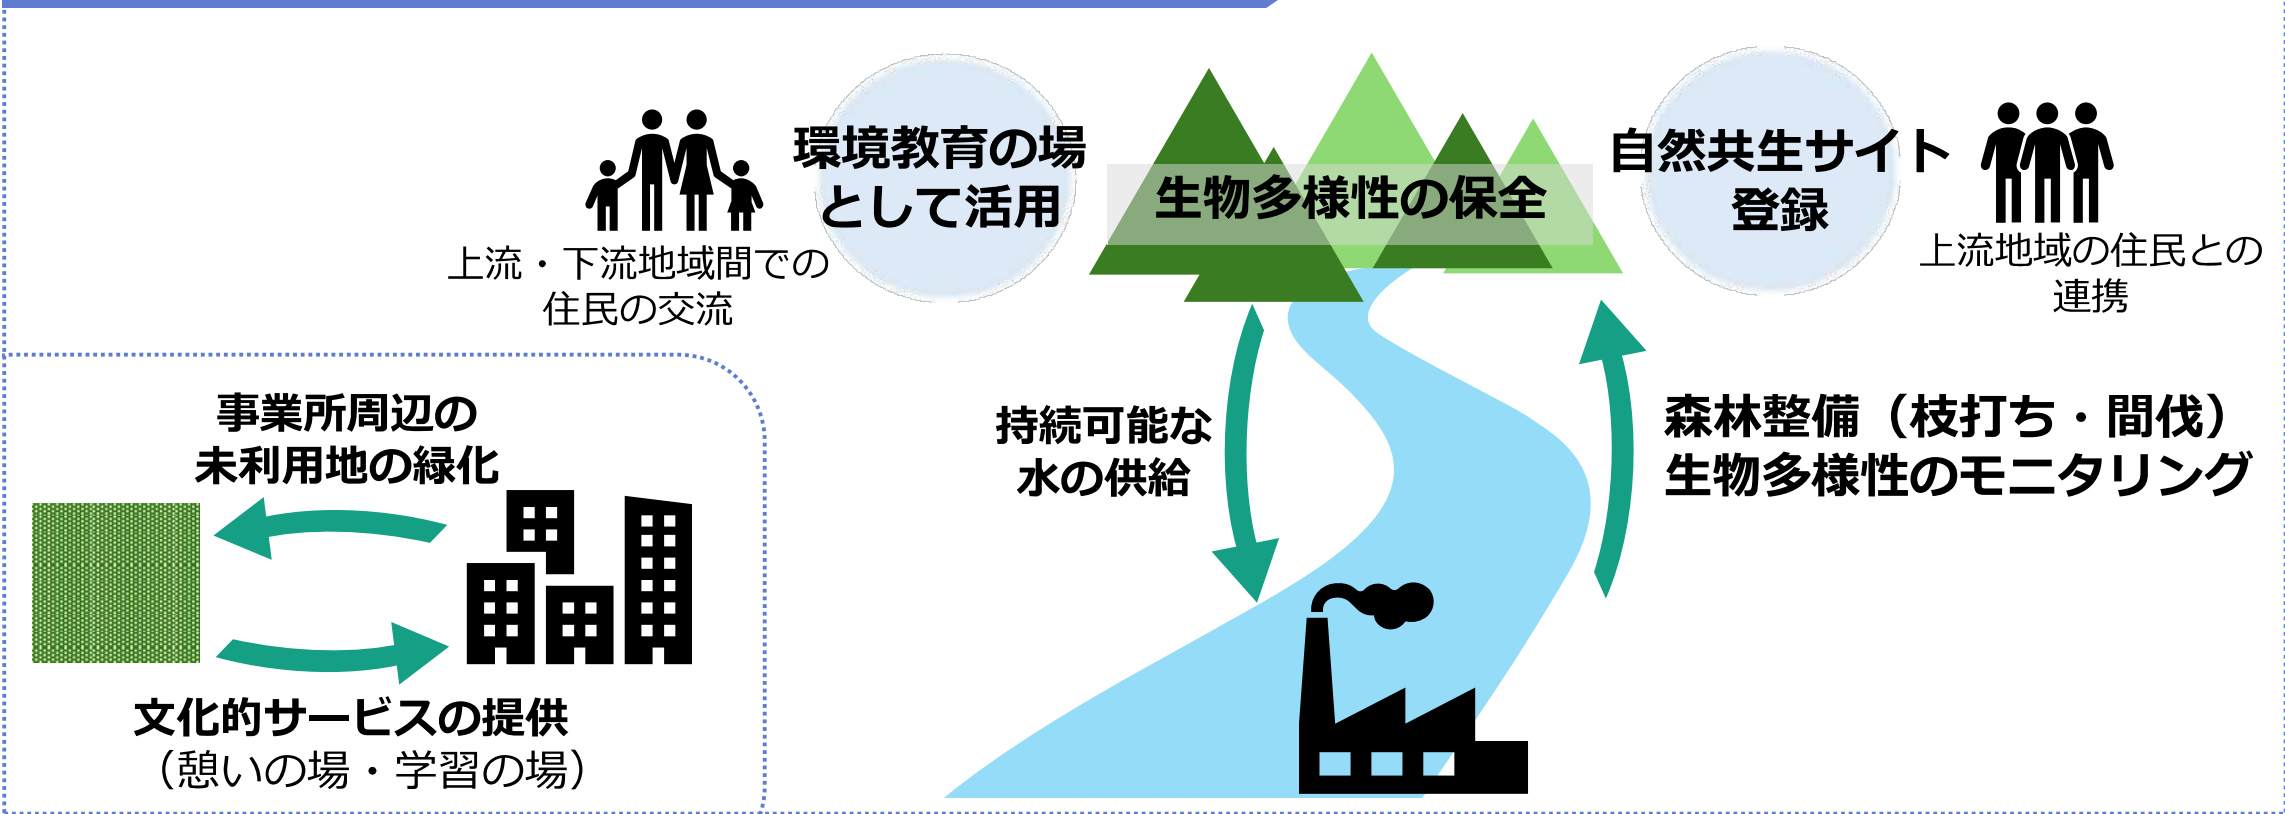 環境教育の場
として活用
上流・下流地域間での
住民の交流
生物多様性の保全
自然共生サイト
登録
上流地域の住民との
連携
持続可能な
水の供給
森林整備（枝打ち・間伐）
生物多様性のモニタリング
事業所周辺の
未利用地の緑化
文化的サービスの提供
（憩いの場・学習の場）